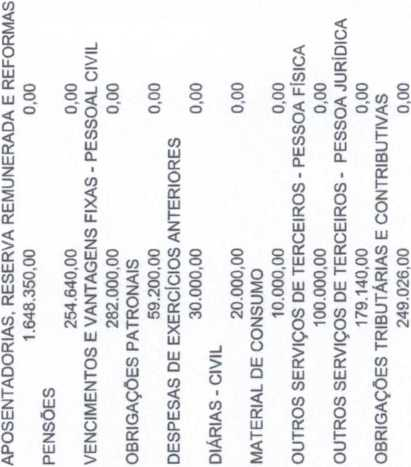 APOSENTADORIAS, RESERVA REMUNERADA E REFORMAS
1.648.350,00 0,00
PENSÕES
254.640,00 0,00
VENCIMENTOS E VANTAGENS FIXAS - PESSOAL CIVIL
282.000,00 0,00
OBRIGAÇÕES PATRONAIS
59.200,00 0,00
DESPESAS DE EXERCÍCIOS ANTERIORES
30.000,00 0,00
DIÁRIAS - CIVIL
20.000,00 0,00
MATERIAL DE CONSUMO
10.000,00 0,00
OUTROS SERVIÇOS DE TERCEIROS - PESSOA FÍSICA
100.000,00 0,00
OUTROS SERVIÇOS DE TERCEIROS - PESSOA JURÍDICA
179.140,00 0,00
OBRIGAÇÕES TRIBUTÁRIAS E CONTRIBUTIVAS
249.026,00 0,00